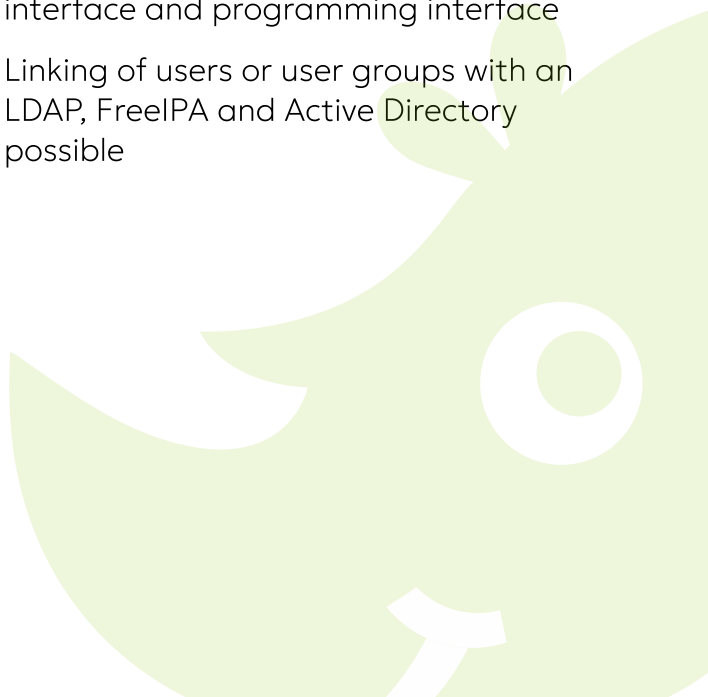 interface and programming interface
Linking of users or user groups with an
LDAP, FreeIPA and Active Directory
possible